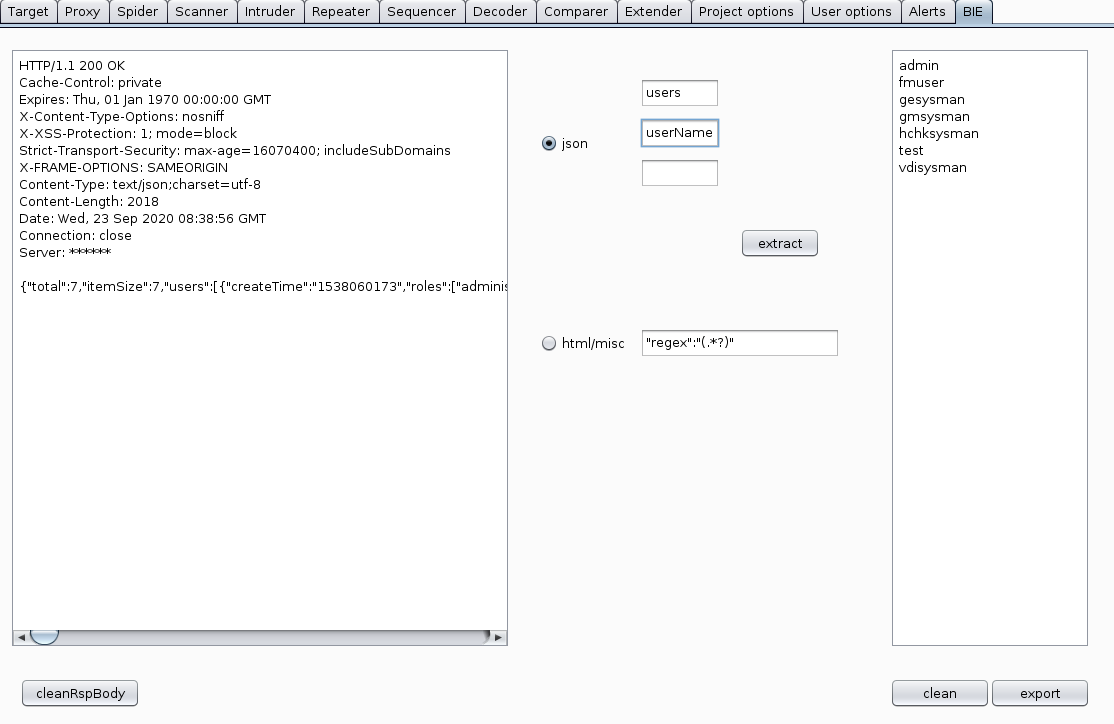 Target Proxy Spider Scanner Intruder Repeater Sequencer Decoder Comparer Extender Project options User options Alerts BIE
HTTP/1.1 200 OK
Cache-Control: private
Expires: Thu, 01 Jan 1970 00:00:00 GMT
X-Content-Type-Options: nosniff
X-XSS-Protection: 1; mode=block
Strict-Transport-Security: max-age=16070400; includeSubDomains
X-FRAME-OPTIONS: SAMEORIGIN
Content-Type: text/json;charset=utf-8
Content-Length: 2018
Date: Wed, 23 Sep 2020 08:38:56 GMT
Connection: close
Server: ******
{"total":7,"itemSize":7,"users":[{"createTime":"1538060173","roles":["adminis
users
json
userName
extract
html/misc
"regex":"(.*?)"
admin
fmuser
gesysman
gmsysman
hchksysman
test
vdisysman
cleanRspBody
clean
export